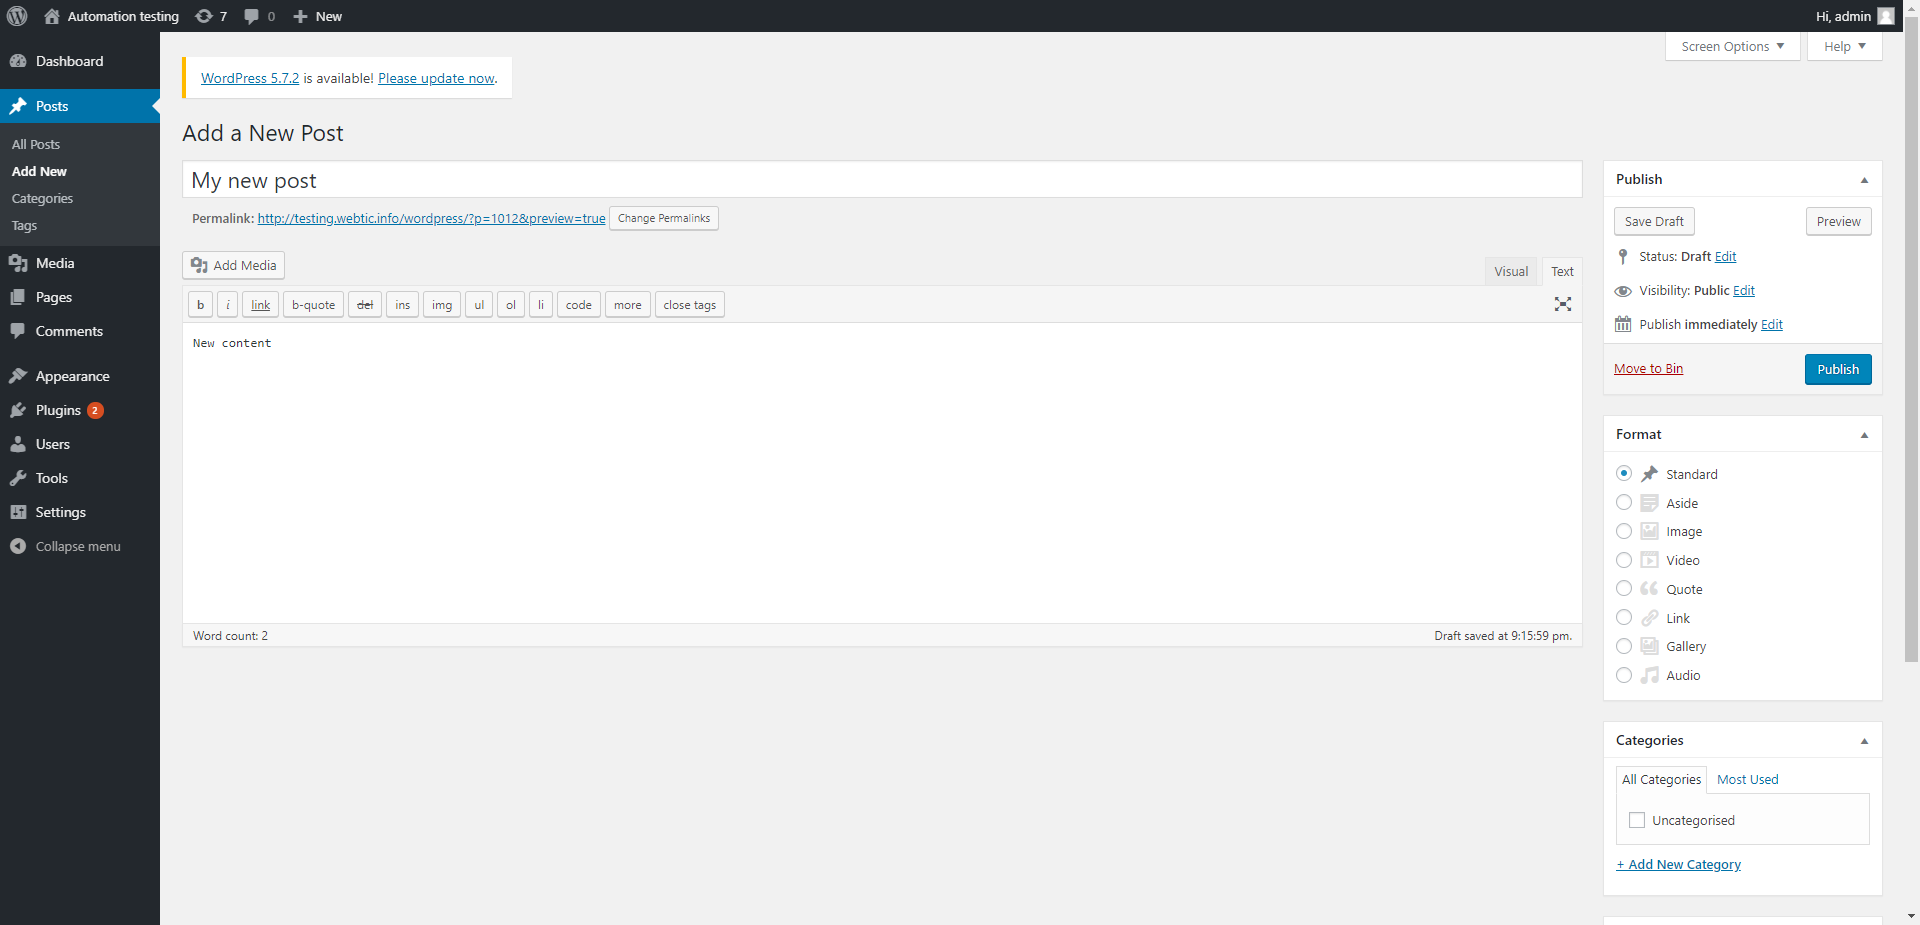 Automation testing 7 0 New Hi, admin
Screen Options Help
Dashboard
Posts
All Posts
Add New
Categories
Tags
Media
Pages
Comments
Appearance
Plugins 2
Users
Tools
Settings
Collapse menu
WordPress 5.7.2 is available! Please update now.
Add a New Post
My new post
Permalink: http://testing.webtic.info/wordpress/?p=1012&preview=true Change Permalinks
Add Media
Visual Text
b i link b-quote del ins img ul ol li code more close tags
New content
Word count: 2 Draft saved at 9:15:59 pm.
Publish
Save Draft Preview
Status: Draft Edit
Visibility: Public Edit
Publish immediately Edit
Move to Bin Publish
Format
Standard
Aside
Image
Video
Quote
Link
Gallery
Audio
Categories
All Categories Most Used
Uncategorised
+ Add New Category